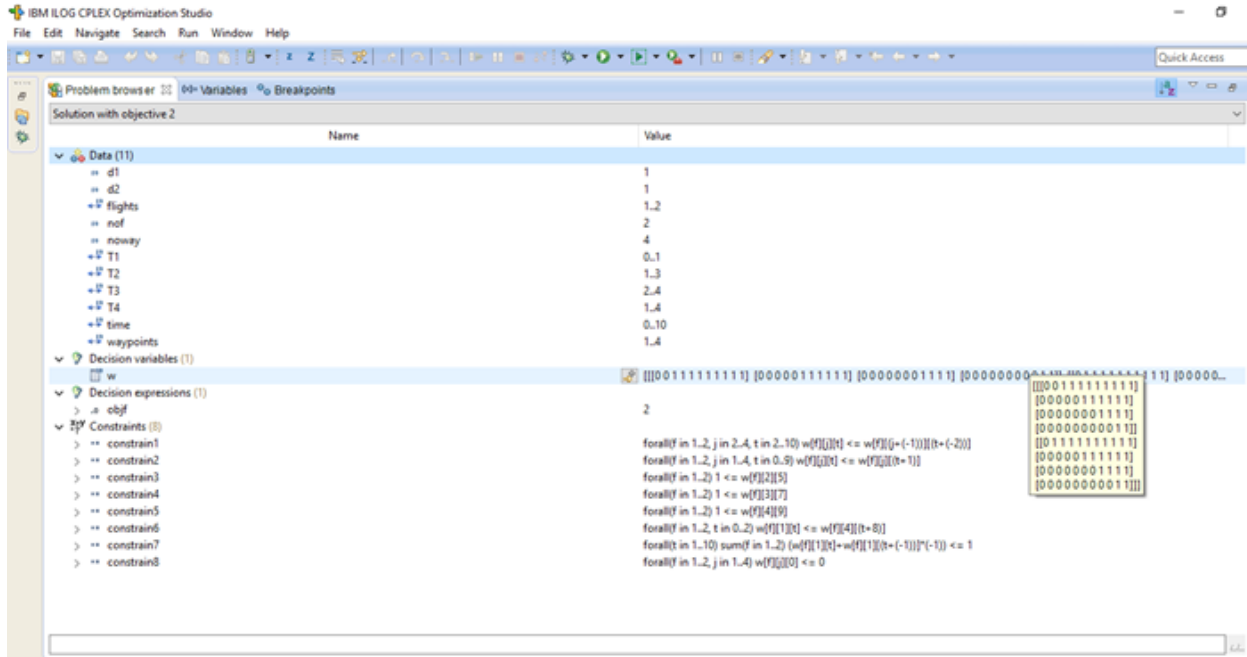 IBM ILOG CPLEX Optimization Studio
File Edit Navigate Search Run Window Help
Quick Access
Problem browser Variables Breakpoints
Solution with objective 2
Name Value
Data (11)
d1 1
d2 1
flights 1..2
nof 2
noway 4
T1 0..1
T2 1..3
T3 2..4
T4 1..4
time 0..10
waypoints 1..4
Decision variables (1)
w [[[0 0 1 1 1 1 1 1 1 1 1] [0 0 0 0 0 1 1 1 1 1 1] [0 0 0 0 0 0 0 1 1 1 1]
[[[0 0 1 1 1 1 1 1 1 1 1]
[0 0 0 0 0 1 1 1 1 1 1]
[0 0 0 0 0 0 0 1 1 1 1]
[0 0 0 0 0 0 0 0 0 1 1]]
[[0 1 1 1 1 1 1 1 1 1 1]
[0 0 0 0 0 1 1 1 1 1 1]
[0 0 0 0 0 0 0 1 1 1 1]
[0 0 0 0 0 0 0 0 0 1 1]]]
Decision expressions (1)
objf 2
Constraints (8)
constrain1 forall(f in 1..2, j in 2..4, t in 2..10) w[f][j][t] <= w[f][(j+(-1))][(t+(-2))]
constrain2 forall(f in 1..2, j in 1..4, t in 0..9) w[f][j][t] <= w[f][j][(t+1)]
constrain3 forall(f in 1..2) 1 <= w[f][2][5]
constrain4 forall(f in 1..2) 1 <= w[f][3][7]
constrain5 forall(f in 1..2) 1 <= w[f][4][9]
constrain6 forall(f in 1..2, t in 0..2) w[f][1][t] <= w[f][4][(t+8)]
constrain7 forall(t in 1..10) sum(f in 1..2) (w[f][1][t]+w[f][1][(t+(-1))]*(-1)) <= 1
constrain8 forall(f in 1..2, j in 1..4) w[f][j][0] <= 0